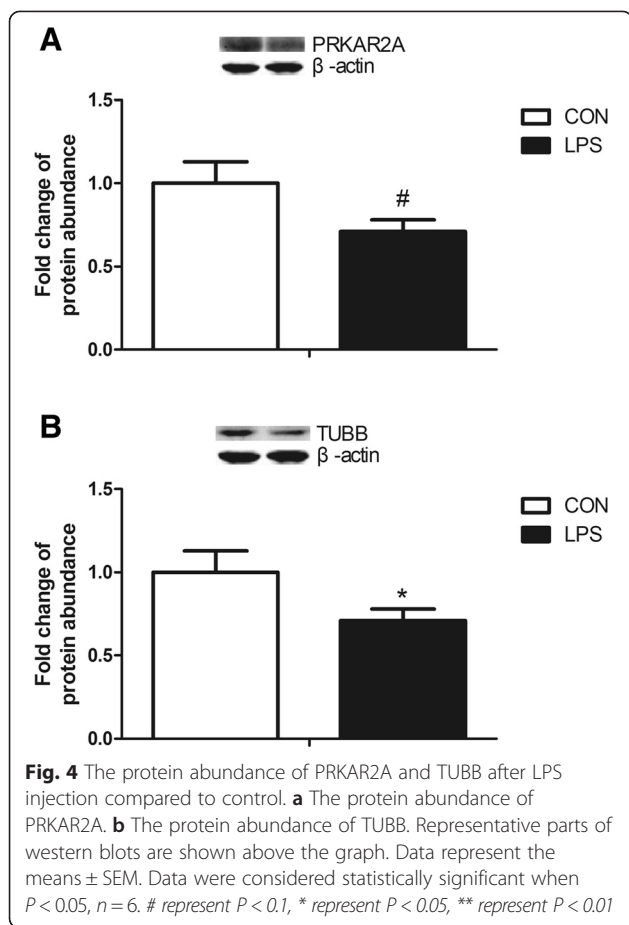 A
PRKAR2A
β -actin
1.5
1.0
0.5
0.0
Fold change of
protein abundance
#
CON
LPS
B
TUBB
β -actin
1.5
1.0
0.5
0.0
Fold change of
protein abundance
*
CON
LPS
Fig. 4 The protein abundance of PRKAR2A and TUBB after LPS
injection compared to control. a The protein abundance of
PRKAR2A. b The protein abundance of TUBB. Representative parts of
western blots are shown above the graph. Data represent the
means ± SEM. Data were considered statistically significant when
P < 0.05, n = 6. # represent P < 0.1, * represent P < 0.05, ** represent P < 0.01